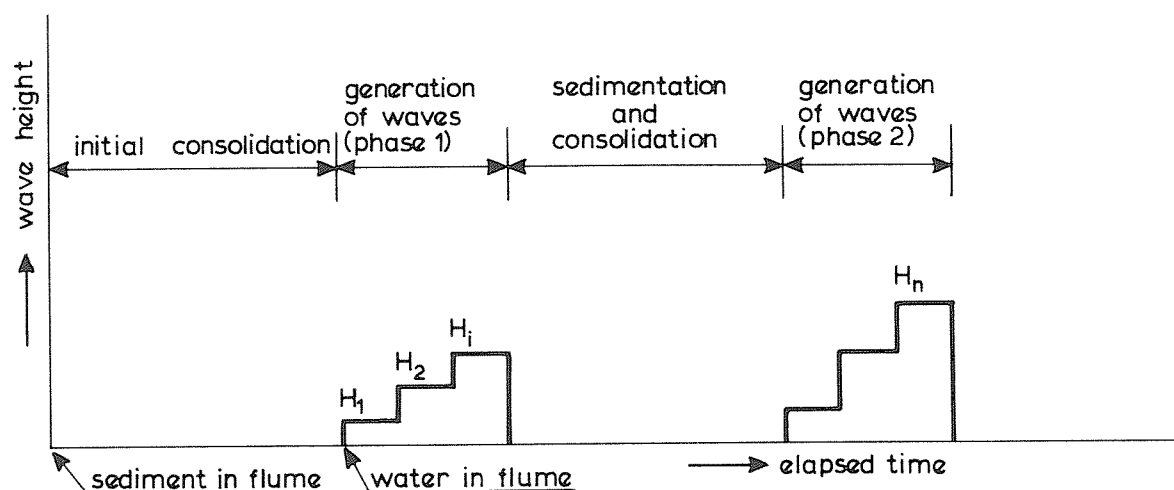 wave height
initial consolidation
generation
of waves
(phase 1)
sedimentation
and
consolidation
generation
of waves
(phase 2)
H1
H2
Hi
Hn
sediment in flume
water in flume
elapsed time